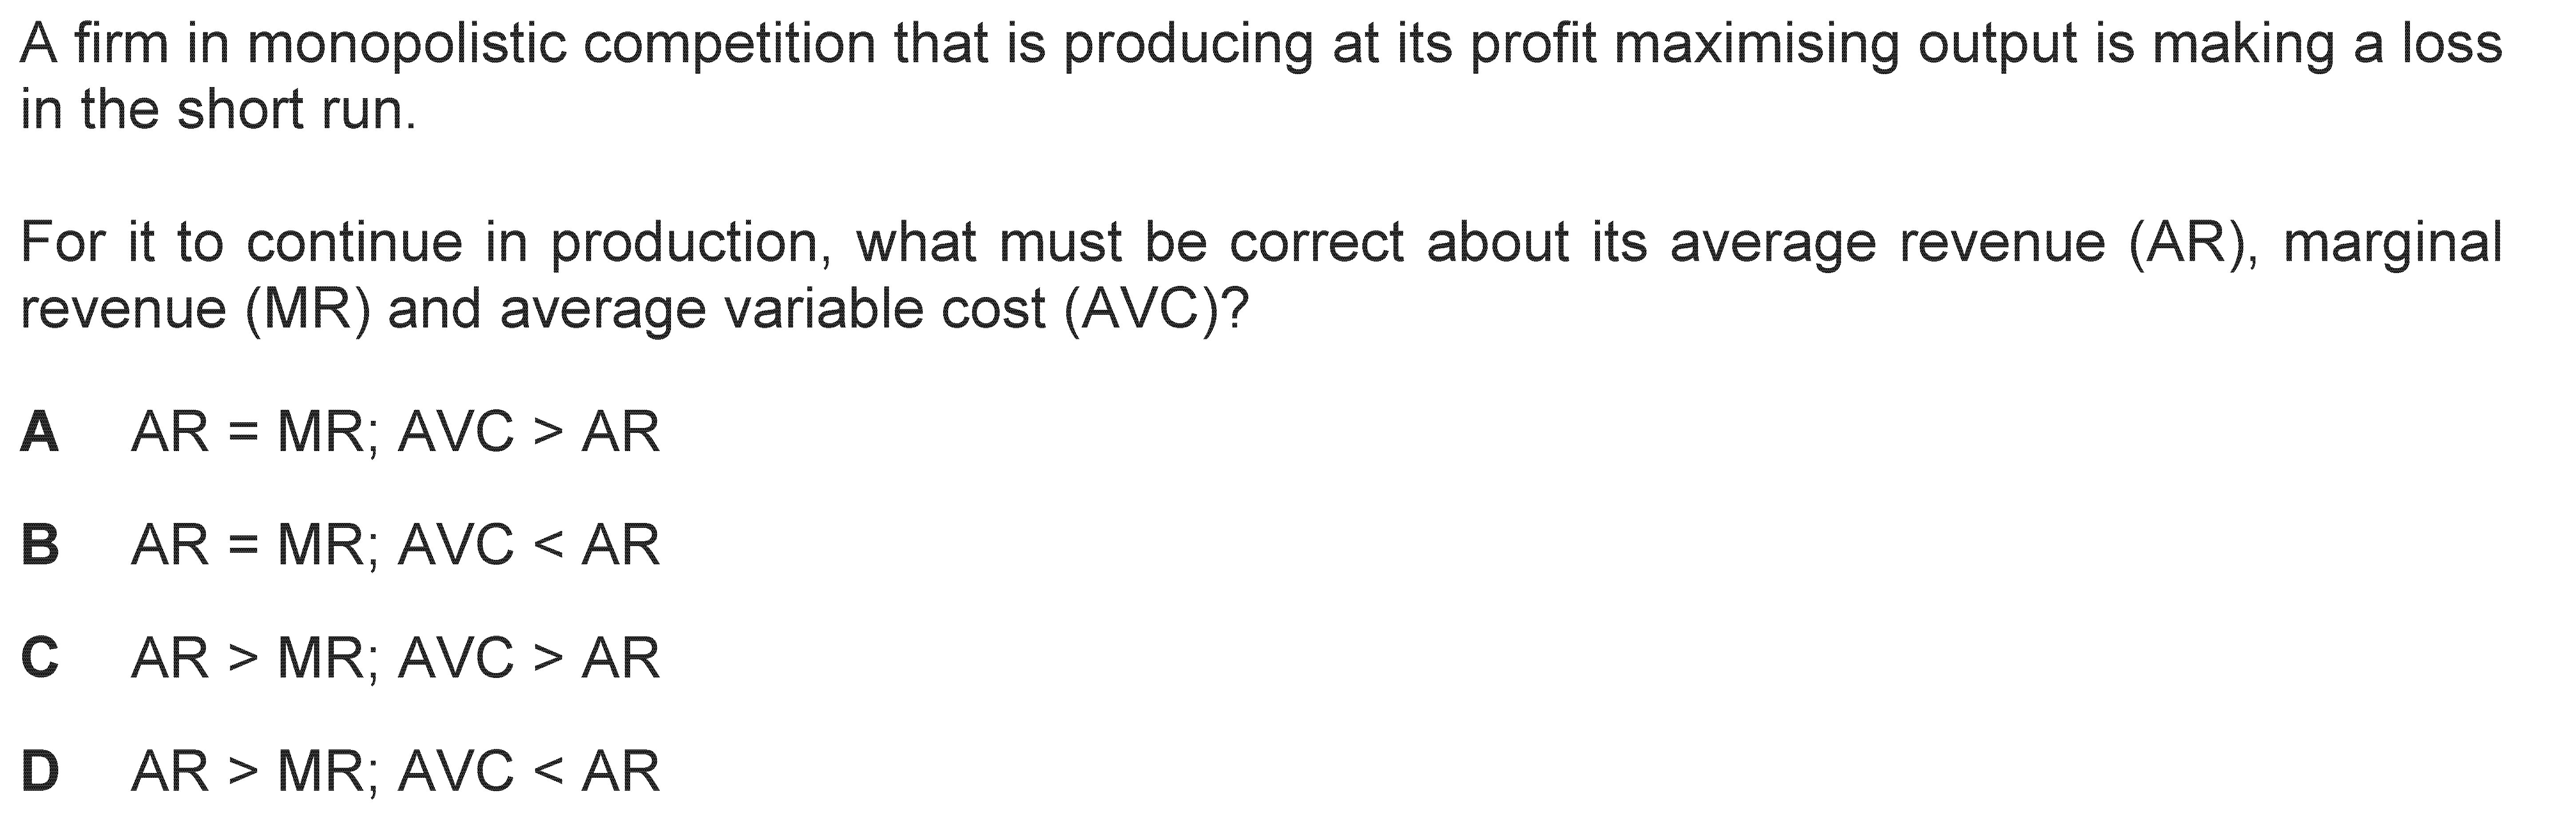 A firm in monopolistic competition that is producing at its profit maximising output is making a loss
in the short run.
For it to continue in production, what must be correct about its average revenue (AR), marginal
revenue (MR) and average variable cost (AVC)?
A AR = MR; AVC > AR
B AR = MR; AVC < AR
C AR > MR; AVC > AR
D AR > MR; AVC < AR